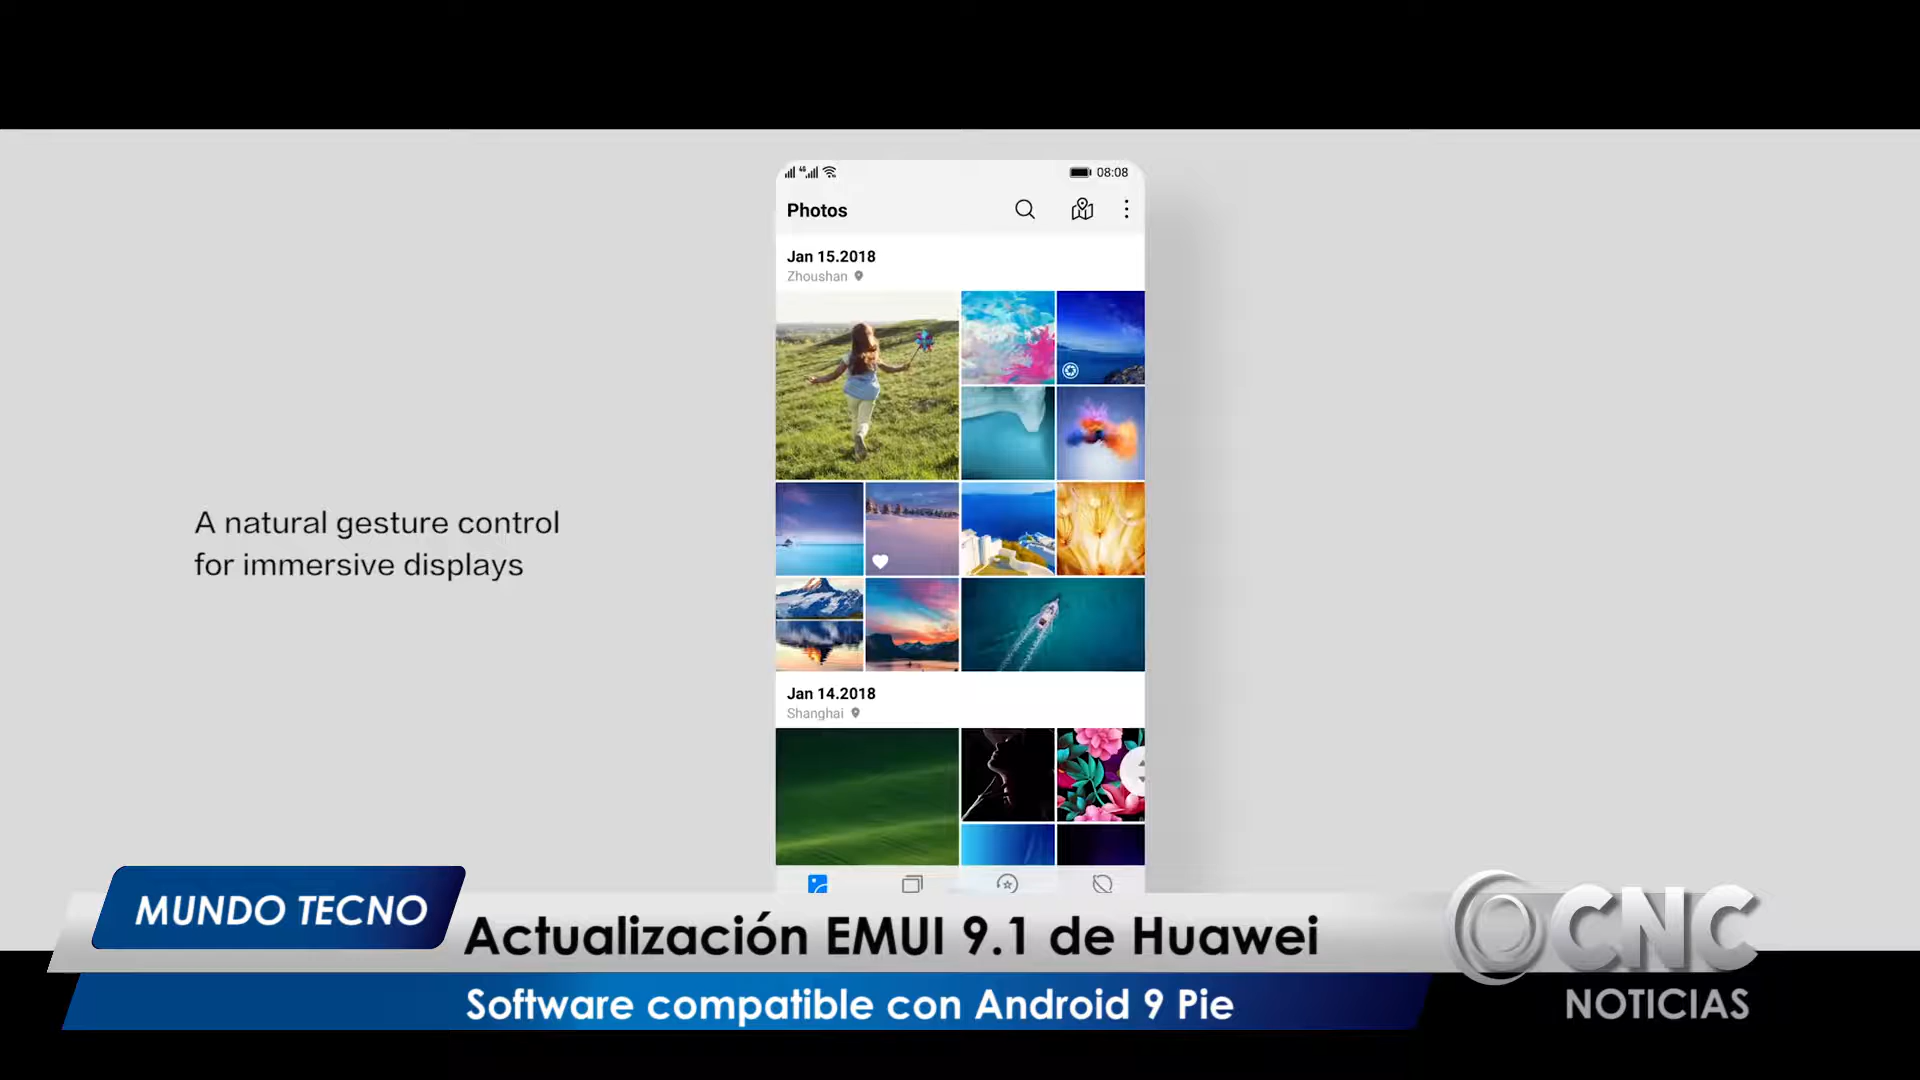 08:08
Photos
Jan 15.2018
Zhoushan
A natural gesture control
for immersive displays
Jan 14.2018
Shanghai
MUNDO TECNO
Actualización EMUI 9.1 de Huawei
Software compatible con Android 9 Pie
CNC
NOTICIAS